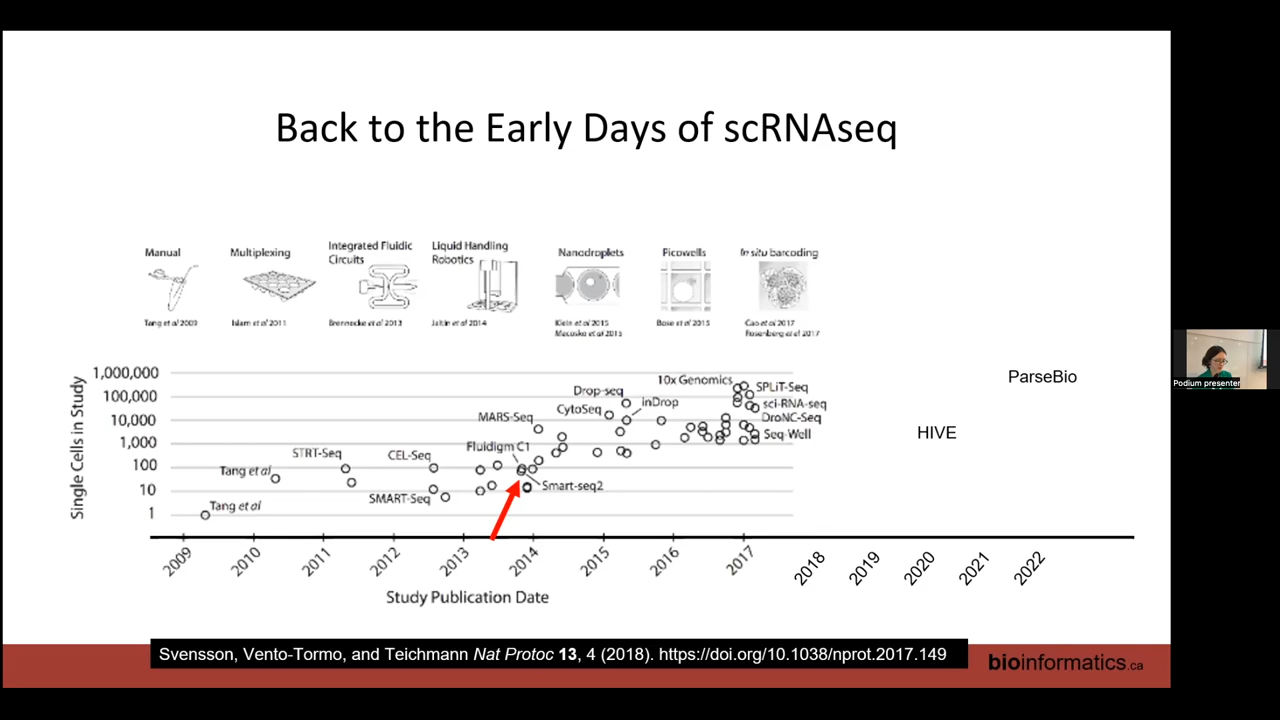 Back to the Early Days of scRNAseq
Manual
Multiplexing
Integrated Fluidic
Circuits
Liquid Handling
Robotics
Nanodroplets
Picowells
In situ barcoding
Tang et al 2009
Islam et al 2011
Brennecke et al 2013
Jaitin et al 2014
Klein et al 2015
Macosko et al 2015
Bose et al 2015
Cao et al 2017
Rosenberg et al 2017
Single Cells in Study
1,000,000
100,000
10,000
1,000
100
10
1
10x Genomics
SPLiT-Seq
Drop-seq
inDrop
sci-RNA-seq
CytoSeq
DroNC-Seq
MARS-Seq
Seq-Well
Fluidigm C1
STRT-Seq
CEL-Seq
Tang et al
Smart-seq2
SMART-Seq
Tang et al
ParseBio
HIVE
2009
2010
2011
2012
2013
2014
2015
2016
2017
2018
2019
2020
2021
2022
Study Publication Date
Svensson, Vento-Tormo, and Teichmann Nat Protoc 13, 4 (2018). https://doi.org/10.1038/nprot.2017.149
bioinformatics.ca
Podium presenter